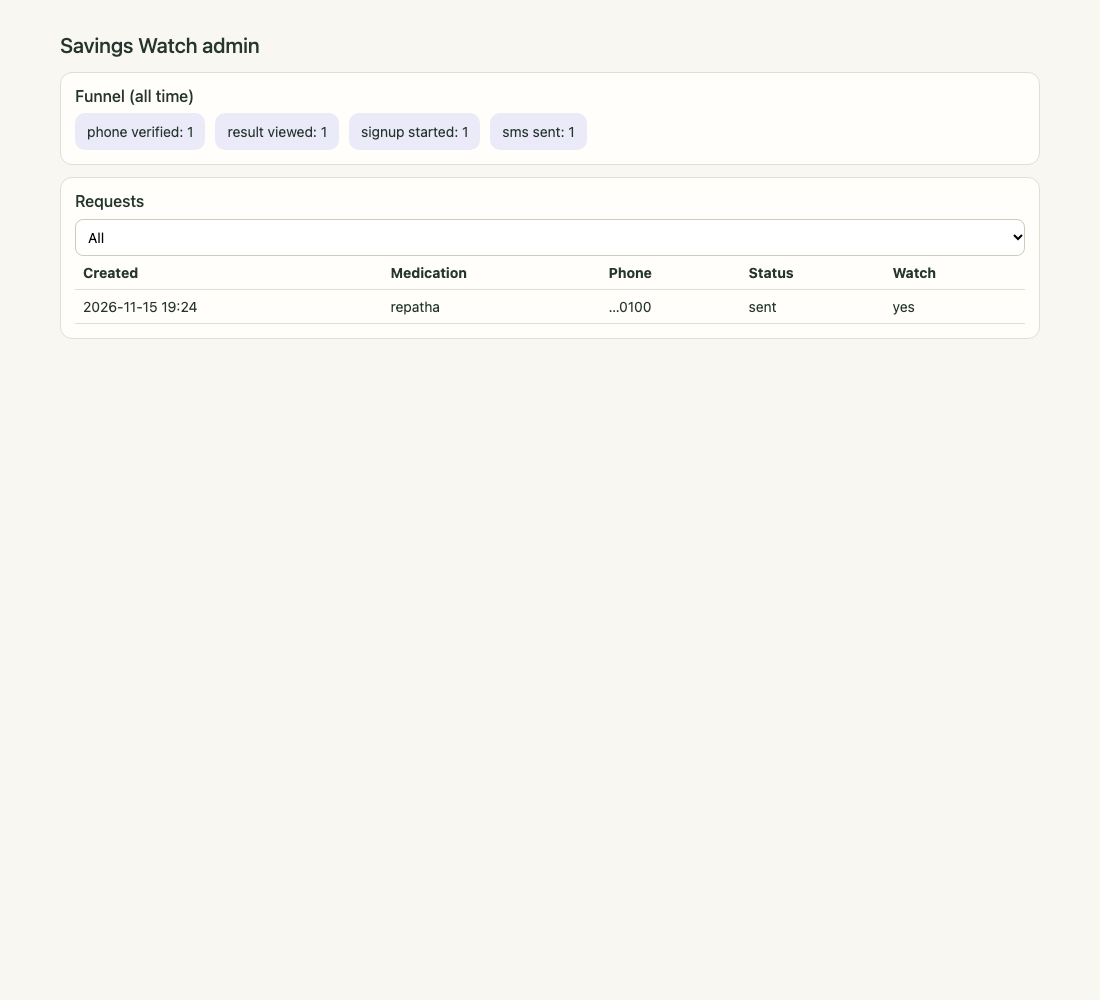 Savings Watch admin
Funnel (all time)
phone verified: 1 result viewed: 1 signup started: 1 sms sent: 1
Requests
All
Created Medication Phone Status Watch
2026-11-15 19:24 repatha …0100 sent yes